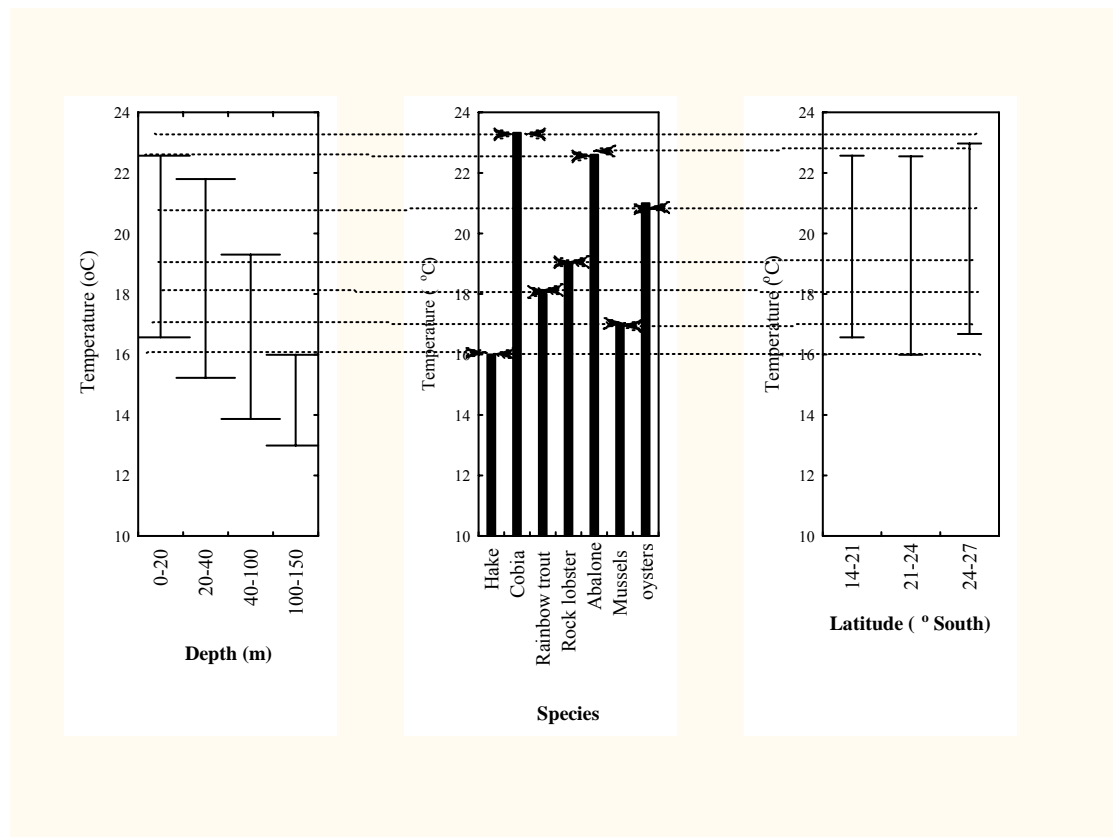 24
22
20
18
16
14
12
10
Temperature (oC)
0-20
20-40
40-100
100-150
Depth (m)
24
22
20
18
16
14
12
10
Temperature ( °C)
Hake
Cobia
Rainbow trout
Rock lobster
Abalone
Mussels
oysters
Species
24
22
20
18
16
14
12
10
Temperature (°C)
14-21
21-24
24-27
Latitude ( ° South)